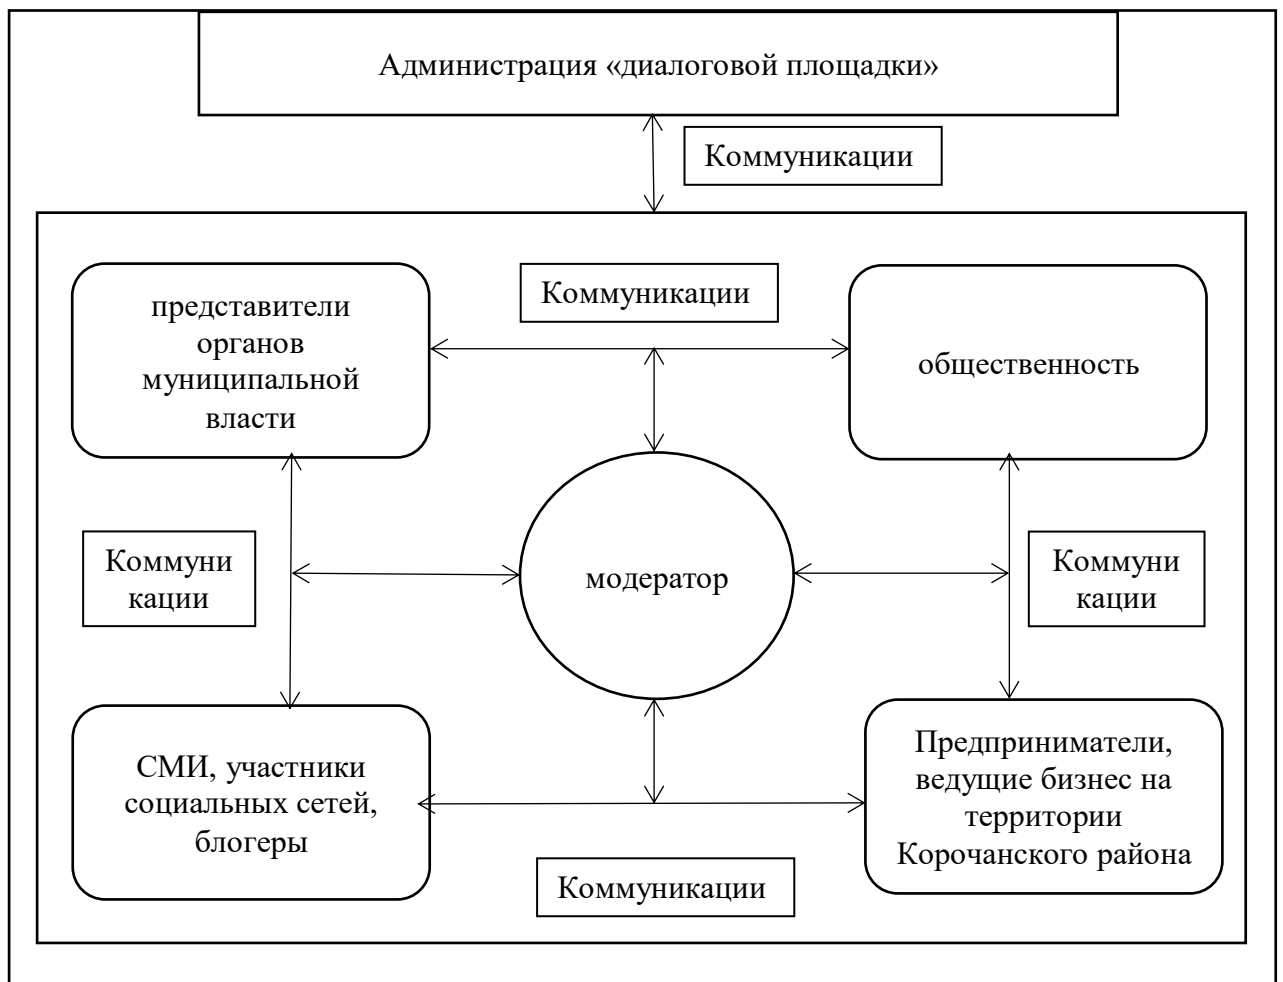 Администрация «диалоговой площадки»
Коммуникации
представители
органов
муниципальной
власти
Коммуникации
общественность
Коммуни
кации
модератор
Коммуни
кации
СМИ, участники
социальных сетей,
блогеры
Предприниматели,
ведущие бизнес на
территории
Корочанского района
Коммуникации